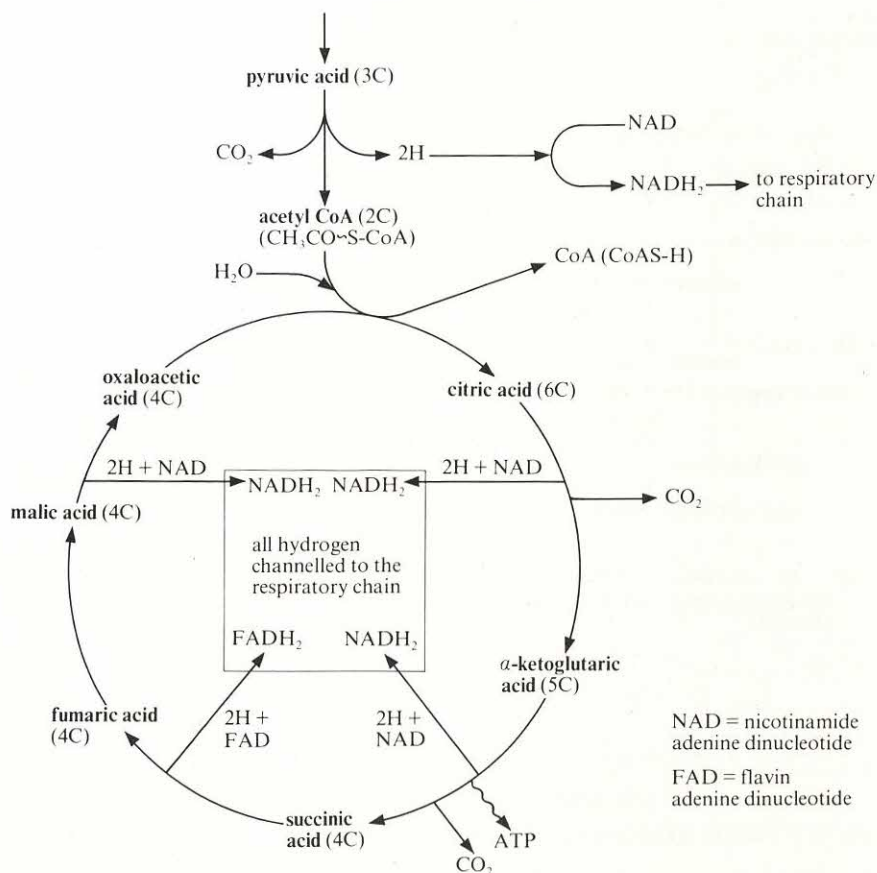 pyruvic acid (3C)
CO₂
2H
NAD
NADH₂
to respiratory
chain
acetyl CoA (2C)
(CH₃CO~S-CoA)
H₂O
CoA (CoAS-H)
oxaloacetic
acid (4C)
citric acid (6C)
2H + NAD
2H + NAD
NADH₂ NADH₂
CO₂
malic acid (4C)
all hydrogen
channelled to the
respiratory chain
FADH₂ NADH₂
α-ketoglutaric
acid (5C)
fumaric acid
(4C)
2H +
FAD
2H +
NAD
NAD = nicotinamide
adenine dinucleotide
FAD = flavin
adenine dinucleotide
succinic
acid (4C)
ATP
CO₂